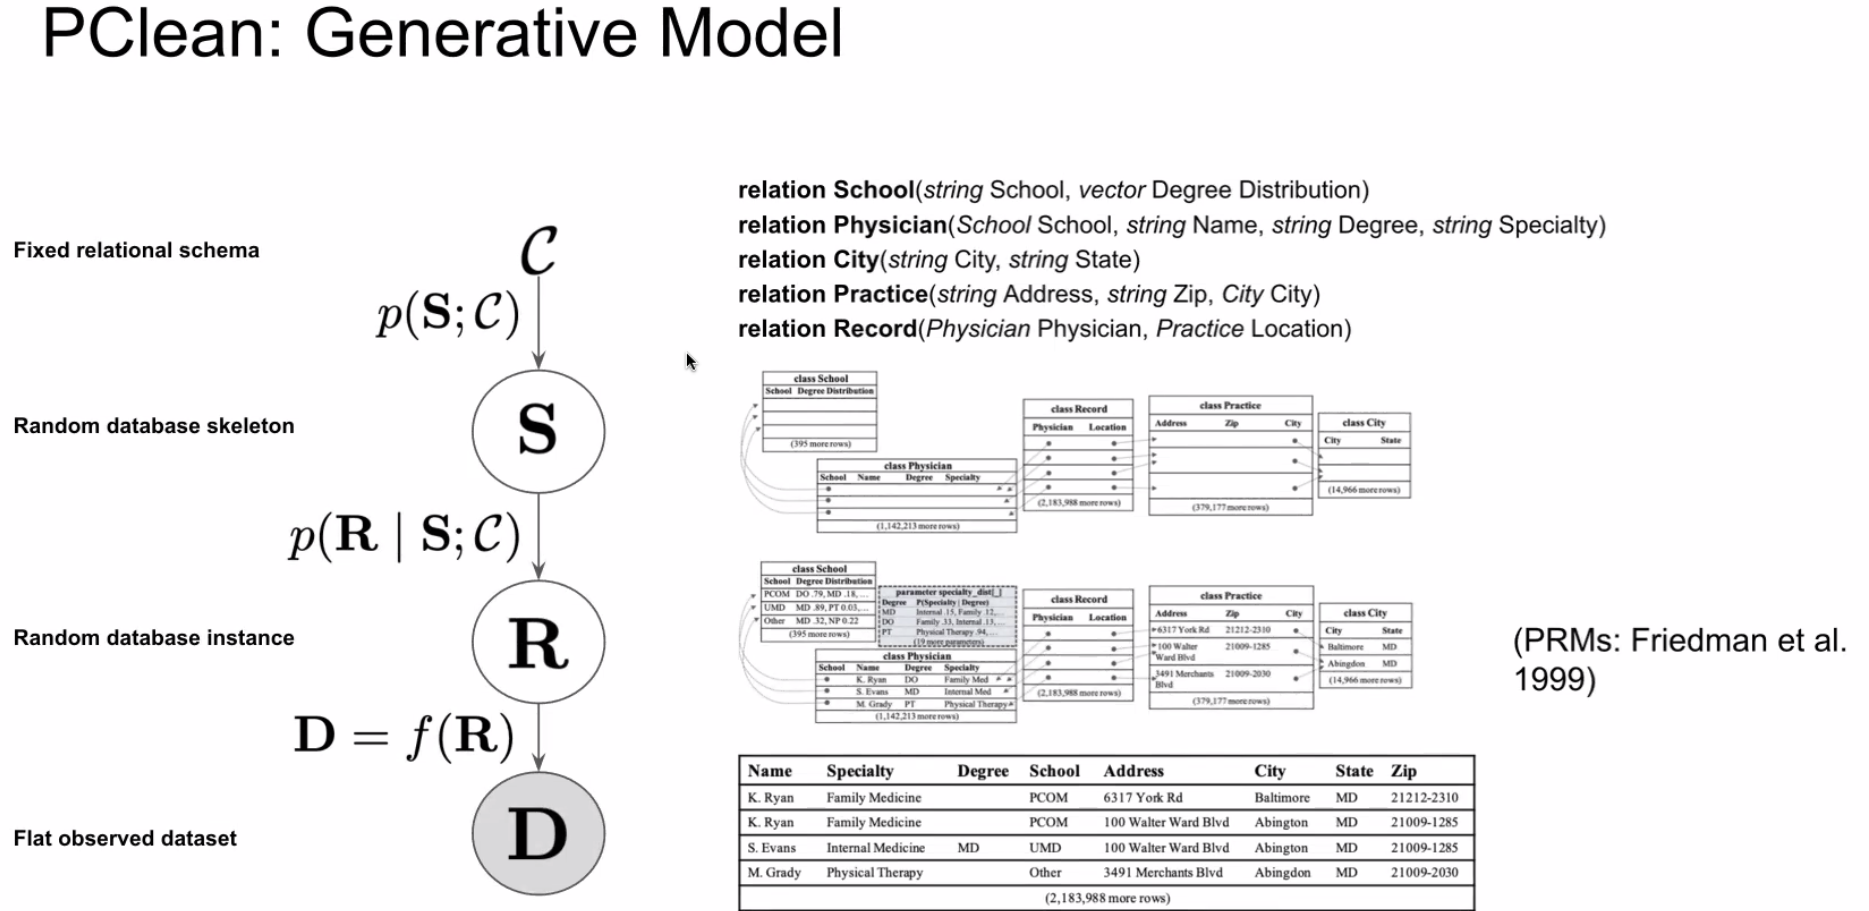 PClean: Generative Model
Fixed relational schema
𝒞
p(S; 𝒞)
Random database skeleton
S
p(R | S; 𝒞)
Random database instance
R
D = f(R)
Flat observed dataset
D
relation School(string School, vector Degree Distribution)
relation Physician(School School, string Name, string Degree, string Specialty)
relation City(string City, string State)
relation Practice(string Address, string Zip, City City)
relation Record(Physician Physician, Practice Location)
class School
School Degree Distribution
(395 more rows)
class Physician
School Name Degree Specialty
(1,142,213 more rows)
class Record
Physician Location
(2,183,988 more rows)
class Practice
Address Zip City
(379,177 more rows)
class City
City State
(14,966 more rows)
class School
School Degree Distribution
PCOM DO .79, MD .18, ...
UMD MD .89, PT 0.03, ...
Other MD .32, NP 0.22
(395 more rows)
parameter specialty_dist[_]
Degree P(Specialty | Degree)
MD Internal .15, Family .12, ...
DO Family .33, Internal .13, ...
PT Physical Therapy .94, ...
(19 more parameters)
class Physician
School Name Degree Specialty
K. Ryan DO Family Med
S. Evans MD Internal Med
M. Grady PT Physical Therapy
(1,142,213 more rows)
class Record
Physician Location
(2,183,988 more rows)
class Practice
Address Zip City
6317 York Rd 21212-2310
100 Walter 21009-1285
Ward Blvd
3491 Merchants 21009-2030
Blvd
(379,177 more rows)
class City
City State
Baltimore MD
Abingdon MD
(14,966 more rows)
(PRMs: Friedman et al.
1999)
Name Specialty Degree School Address City State Zip
K. Ryan Family Medicine PCOM 6317 York Rd Baltimore MD 21212-2310
K. Ryan Family Medicine PCOM 100 Walter Ward Blvd Abington MD 21009-1285
S. Evans Internal Medicine MD UMD 100 Walter Ward Blvd Abington MD 21009-1285
M. Grady Physical Therapy Other 3491 Merchants Blvd Abingdon MD 21009-2030
(2,183,988 more rows)